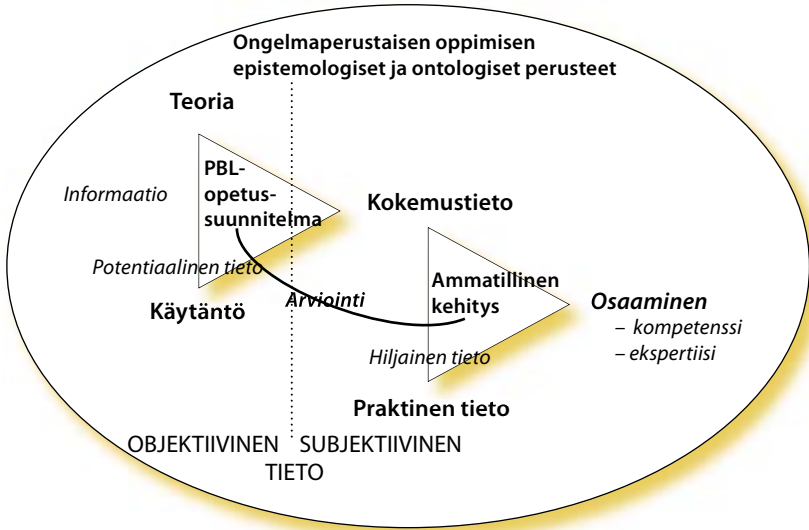 Ongelmaperustaisen oppimisen
epistemologiset ja ontologiset perusteet
Teoria
PBL-
opetus-
suunnitelma
Informaatio
Kokemustieto
Potentiaalinen tieto
Käytäntö
Arviointi
Ammatillinen
kehitys
Osaaminen
– kompetenssi
– ekspertiisi
Hiljainen tieto
Praktinen tieto
OBJEKTIIVINEN SUBJEKTIIVINEN
TIETO